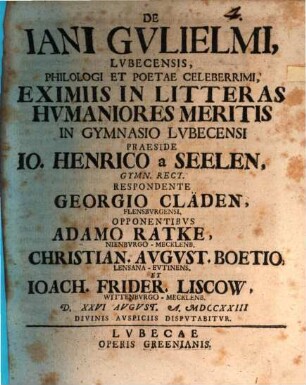 4.
DE
IANI GVLIELMI,
LVBECENSIS,
PHILOLOGI ET POETAE CELEBERRIMI,
EXIMIIS IN LITTERAS
HVMANIORES MERITIS
IN GYMNASIO LVBECENSI
PRAESIDE
IO. HENRICO a SEELEN,
GYMN. RECT.
RESPONDENTE
GEORGIO CLÄDEN,
FLENSBVRGENSI,
OPPONENTIBVS
ADAMO RATKE,
NIENBVRGO-MECKLENB.
CHRISTIAN. AVGVST. BOETIO,
LENSANA-EVTINENS.
ET
IOACH. FRIDER. LISCOW,
WITTENBVRGO-MECKLENB.
D. XXVI AVGVST. A. MDCCXXIII
DIVINIS AVSPICIIS DISPVTABITVR.
LVBECAE
OPERIS GREENIANIS.